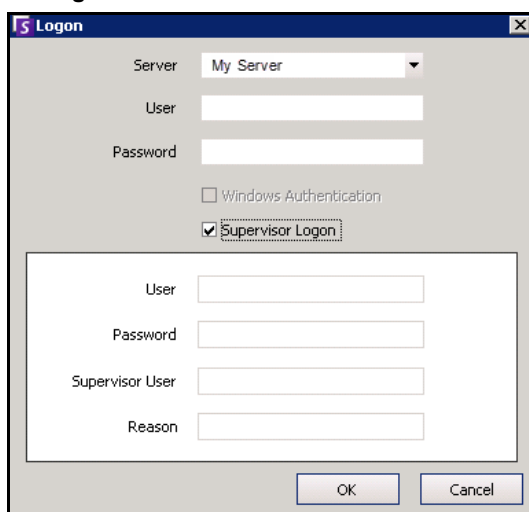 Logon
Server My Server
User
Password
Windows Authentication
Supervisor Logon
User
Password
Supervisor User
Reason
OK Cancel